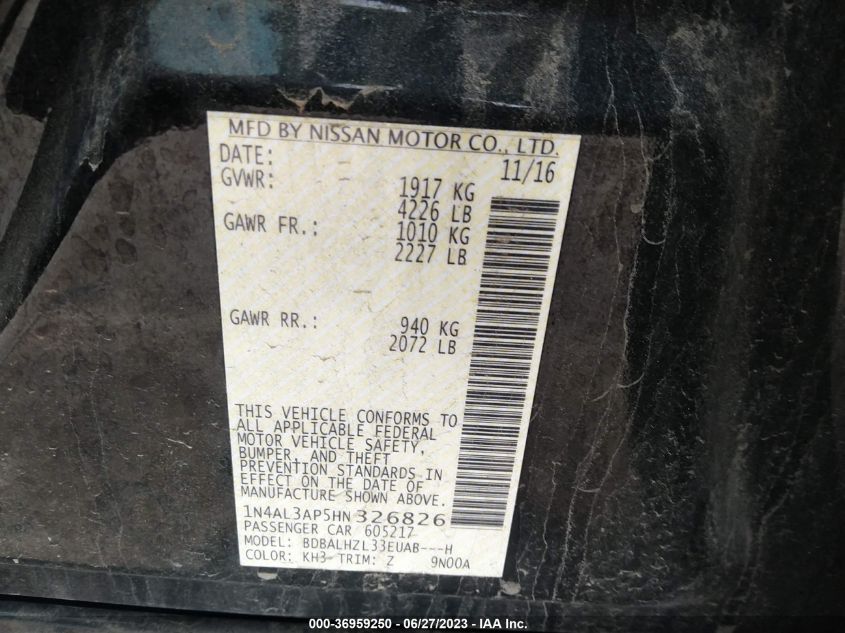 MFD BY NISSAN MOTOR CO., LTD.
DATE: 11/16
GVWR: 1917 KG
4226 LB
GAWR FR.: 1010 KG
2227 LB
GAWR RR.: 940 KG
2072 LB
THIS VEHICLE CONFORMS TO
ALL APPLICABLE FEDERAL
MOTOR VEHICLE SAFETY,
BUMPER, AND THEFT
PREVENTION STANDARDS IN
EFFECT ON THE DATE OF
MANUFACTURE SHOWN ABOVE.
1N4AL3AP5HN326826
PASSENGER CAR 605217
MODEL: BDBALHZL33EUAB---H
COLOR: KH3 TRIM: Z 9N00A
000-36959250 - 06/27/2023 - IAA Inc.